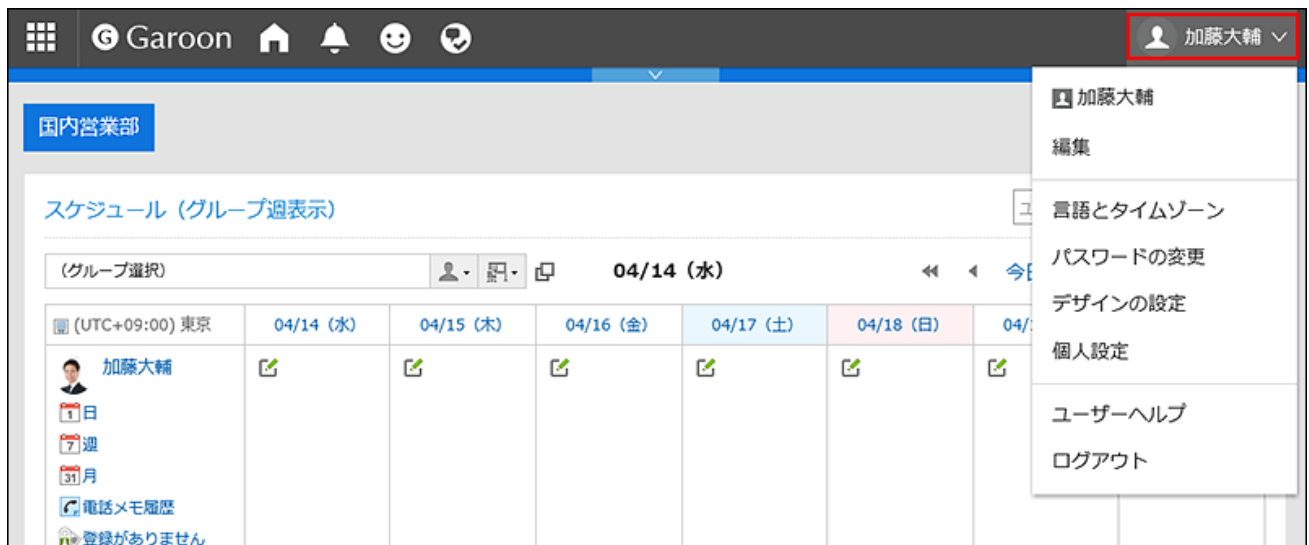 Garoon
加藤大輔
加藤大輔
編集
国内営業部
言語とタイムゾーン
スケジュール（グループ週表示）
パスワードの変更
（グループ選択）
04/14（水）
デザインの設定
(UTC+09:00) 東京
04/14（水）
04/15（木）
04/16（金）
04/17（土）
04/18（日）
04/
個人設定
加藤大輔
1日
7週
31月
電話メモ履歴
登録がありません
ユーザーヘルプ
ログアウト